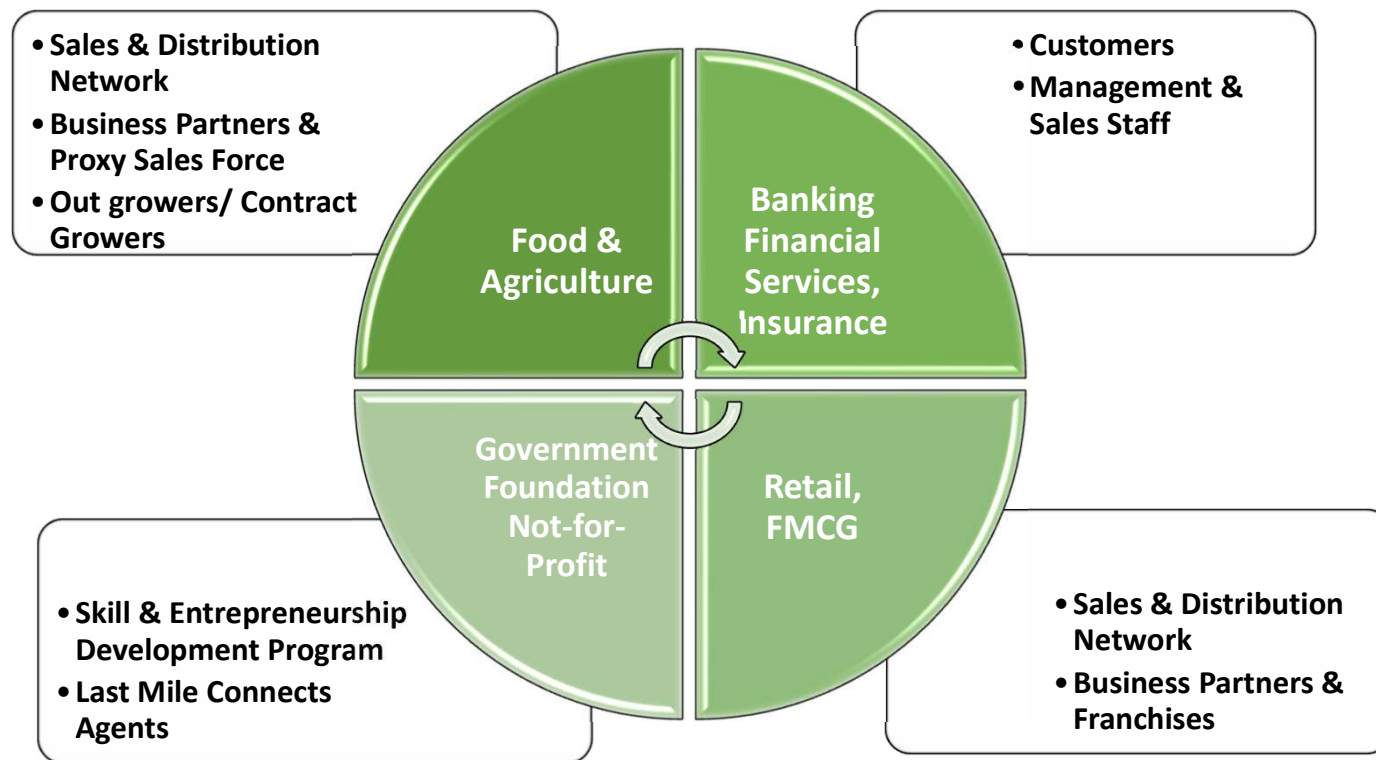 • Sales & Distribution
Network
• Business Partners &
Proxy Sales Force
• Out growers/ Contract
Growers
Food &
Agriculture
• Customers
• Management &
Sales Staff
Banking
Financial
Services,
Insurance
Government
Foundation
Not-for-
Profit
• Skill & Entrepreneurship
Development Program
• Last Mile Connects
Agents
Retail,
FMCG
• Sales & Distribution
Network
• Business Partners &
Franchises